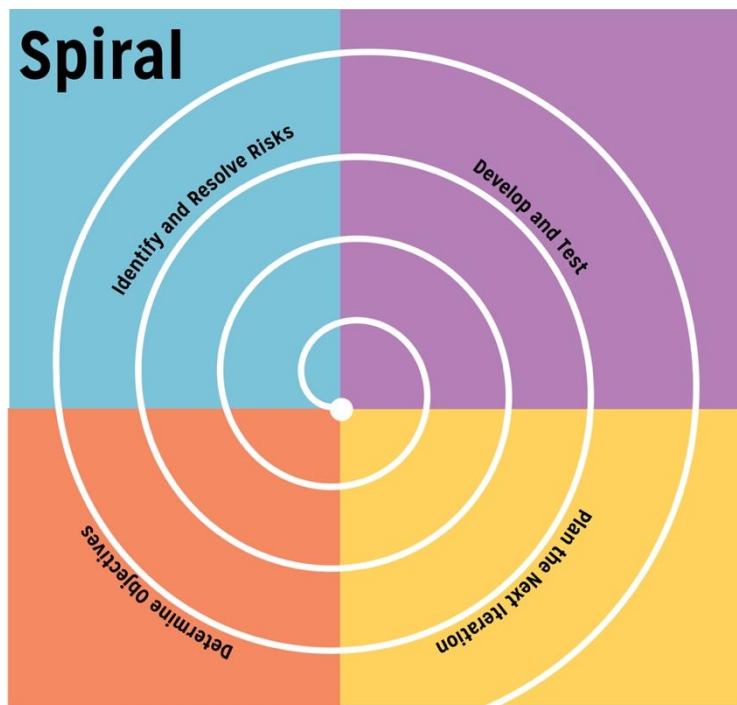 Spiral
Identify and Resolve Risks
Develop and Test
Determine Objectives
Plan the Next Iteration